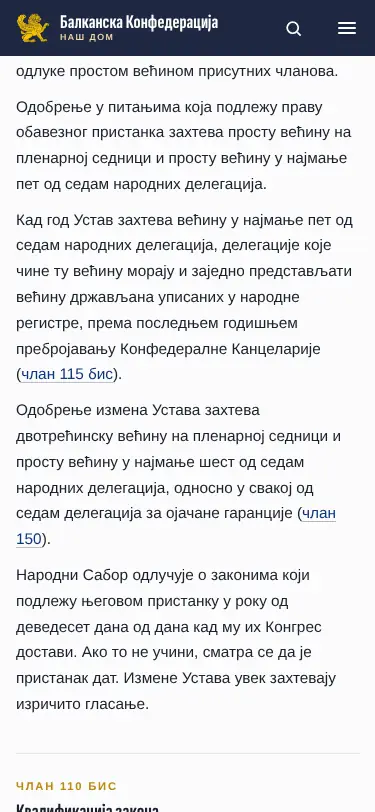 Балканска Конфедерација
НАШ ДОМ
одлуке простом већином присутних чланова.
Одобрење у питањима која подлежу праву
обавезног пристанка захтева просту већину на
пленарној седници и просту већину у најмање
пет од седам народних делегација.
Кад год Устав захтева већину у најмање пет од
седам народних делегација, делегације које
чине ту већину морају и заједно представљати
већину држављана уписаних у народне
регистре, према последњем годишњем
пребројавању Конфедералне Канцеларије
(члан 115 бис).
Одобрење измена Устава захтева
двотрећинску већину на пленарној седници и
просту већину у најмање шест од седам
народних делегација, односно у свакој од
седам делегација за ојачане гаранције (члан
150).
Народни Сабор одлучује о законима који
подлежу његовом пристанку у року од
деведесет дана од дана кад му их Конгрес
достави. Ако то не учини, сматра се да је
пристанак дат. Измене Устава увек захтевају
изричито гласање.
ЧЛАН 110 БИС
Квалификација закона